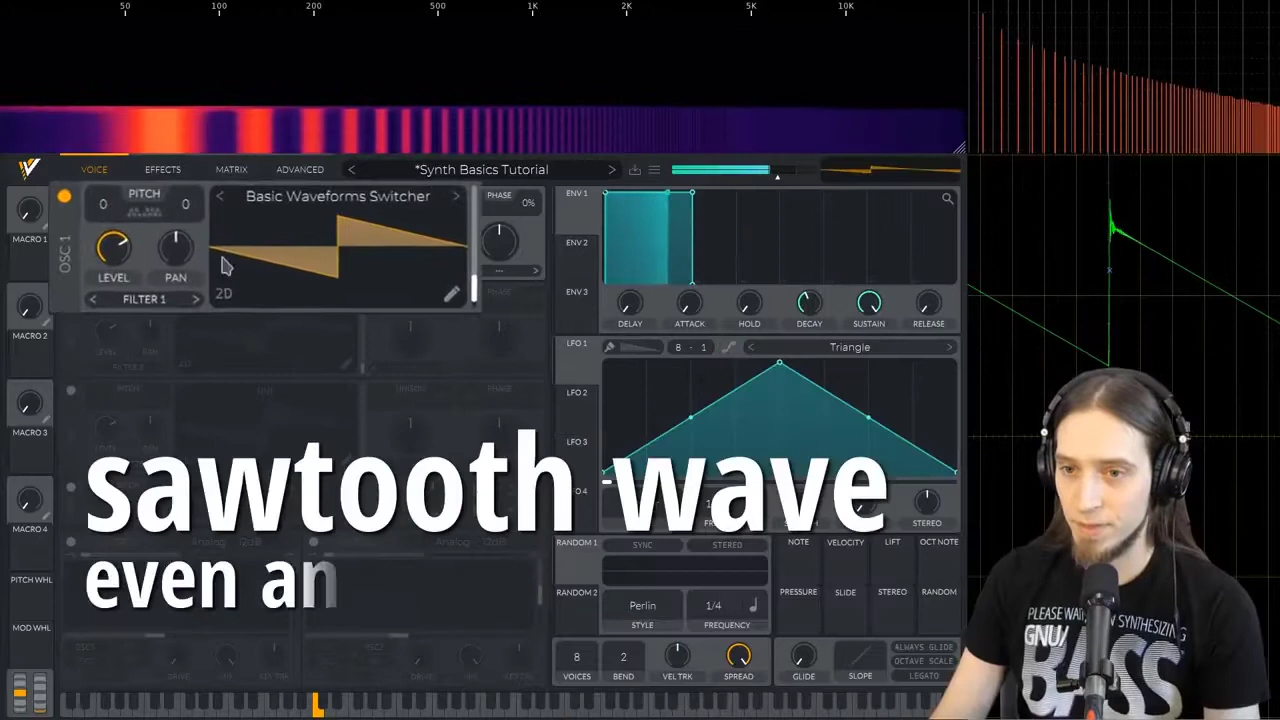 50 100 200 500 1K 2K 5K 10K
VOICE EFFECTS MATRIX ADVANCED *Synth Basics Tutorial
OSC 1
PITCH
0 0
LEVEL PAN
FILTER 1
Basic Waveforms Switcher
2D
PHASE
0%
---
MACRO 1
MACRO 2
MACRO 3
MACRO 4
PITCH WHL
MOD WHL
ENV 1
ENV 2
ENV 3
DELAY ATTACK HOLD DECAY SUSTAIN RELEASE
LFO 1
LFO 2
LFO 3
8 - 1 Triangle
STEREO
sawtooth wave
even an
RANDOM 1
RANDOM 2
SYNC STEREO
Perlin 1/4
STYLE FREQUENCY
NOTE VELOCITY LIFT OCT NOTE
PRESSURE SLIDE STEREO RANDOM
8 2
VOICES BEND VEL TRK SPREAD
GLIDE SLOPE
ALWAYS GLIDE
OCTAVE SCALE
LEGATO
GNU/
BASS